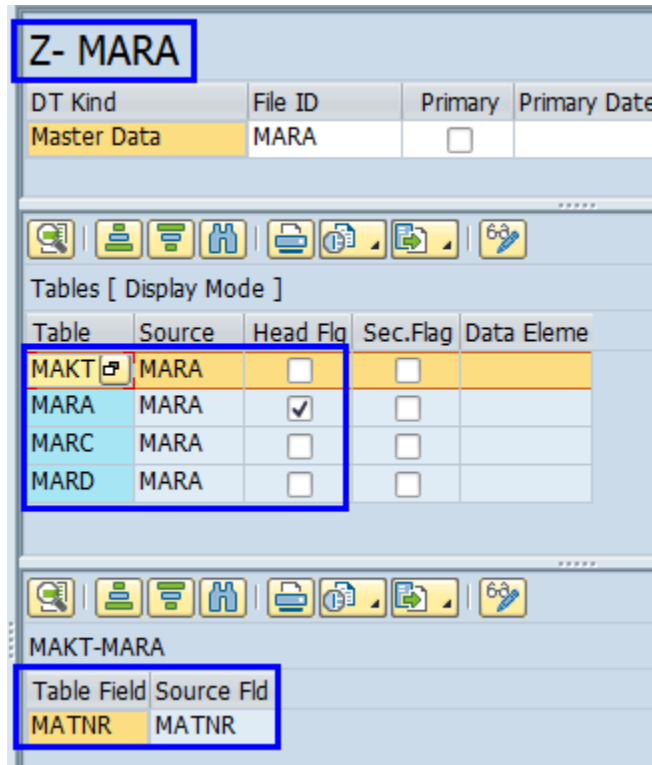 Z- MARA
DT Kind File ID Primary Primary Date
Master Data MARA
Tables [ Display Mode ]
Table Source Head Flg Sec.Flag Data Eleme
MAKT MARA
MARA MARA
MARC MARA
MARD MARA
MAKT-MARA
Table Field Source Fld
MATNR MATNR